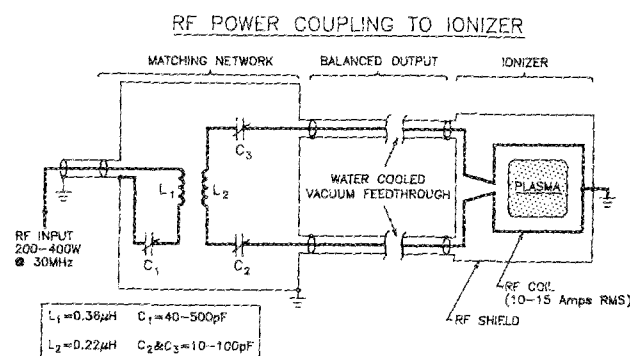 RF POWER COUPLING TO IONIZER
MATCHING NETWORK
BALANCED OUTPUT
IONIZER
C3
L1
L2
WATER COOLED
VACUUM FEEDTHROUGH
PLASMA
RF INPUT
200-400W
@ 30MHz
C1
C2
RF COIL
(10-15 Amps RMS)
RF SHIELD
L1=0.36μH C1=40-500pF
L2=0.22μH C2&C3=10-100pF